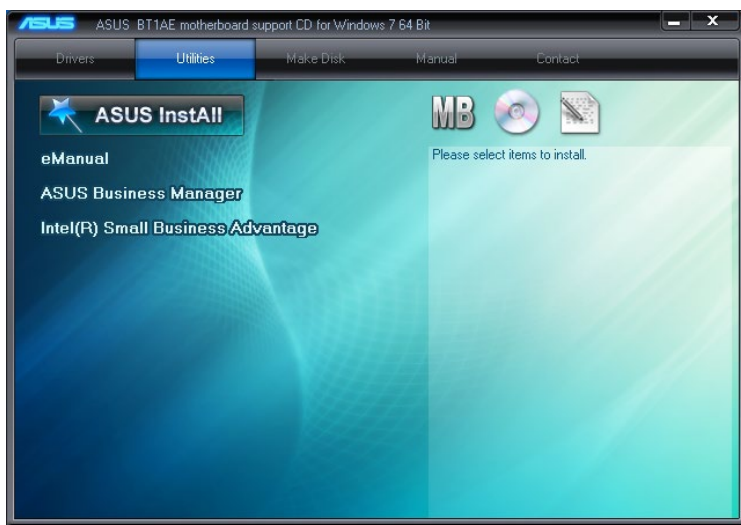 ASUS ASUS BT1AE motherboard support CD for Windows 7 64 Bit
Drivers Utilities Make Disk Manual Contact
ASUS InstAll
MB
eManual
Please select items to install.
ASUS Business Manager
Intel(R) Small Business Advantage